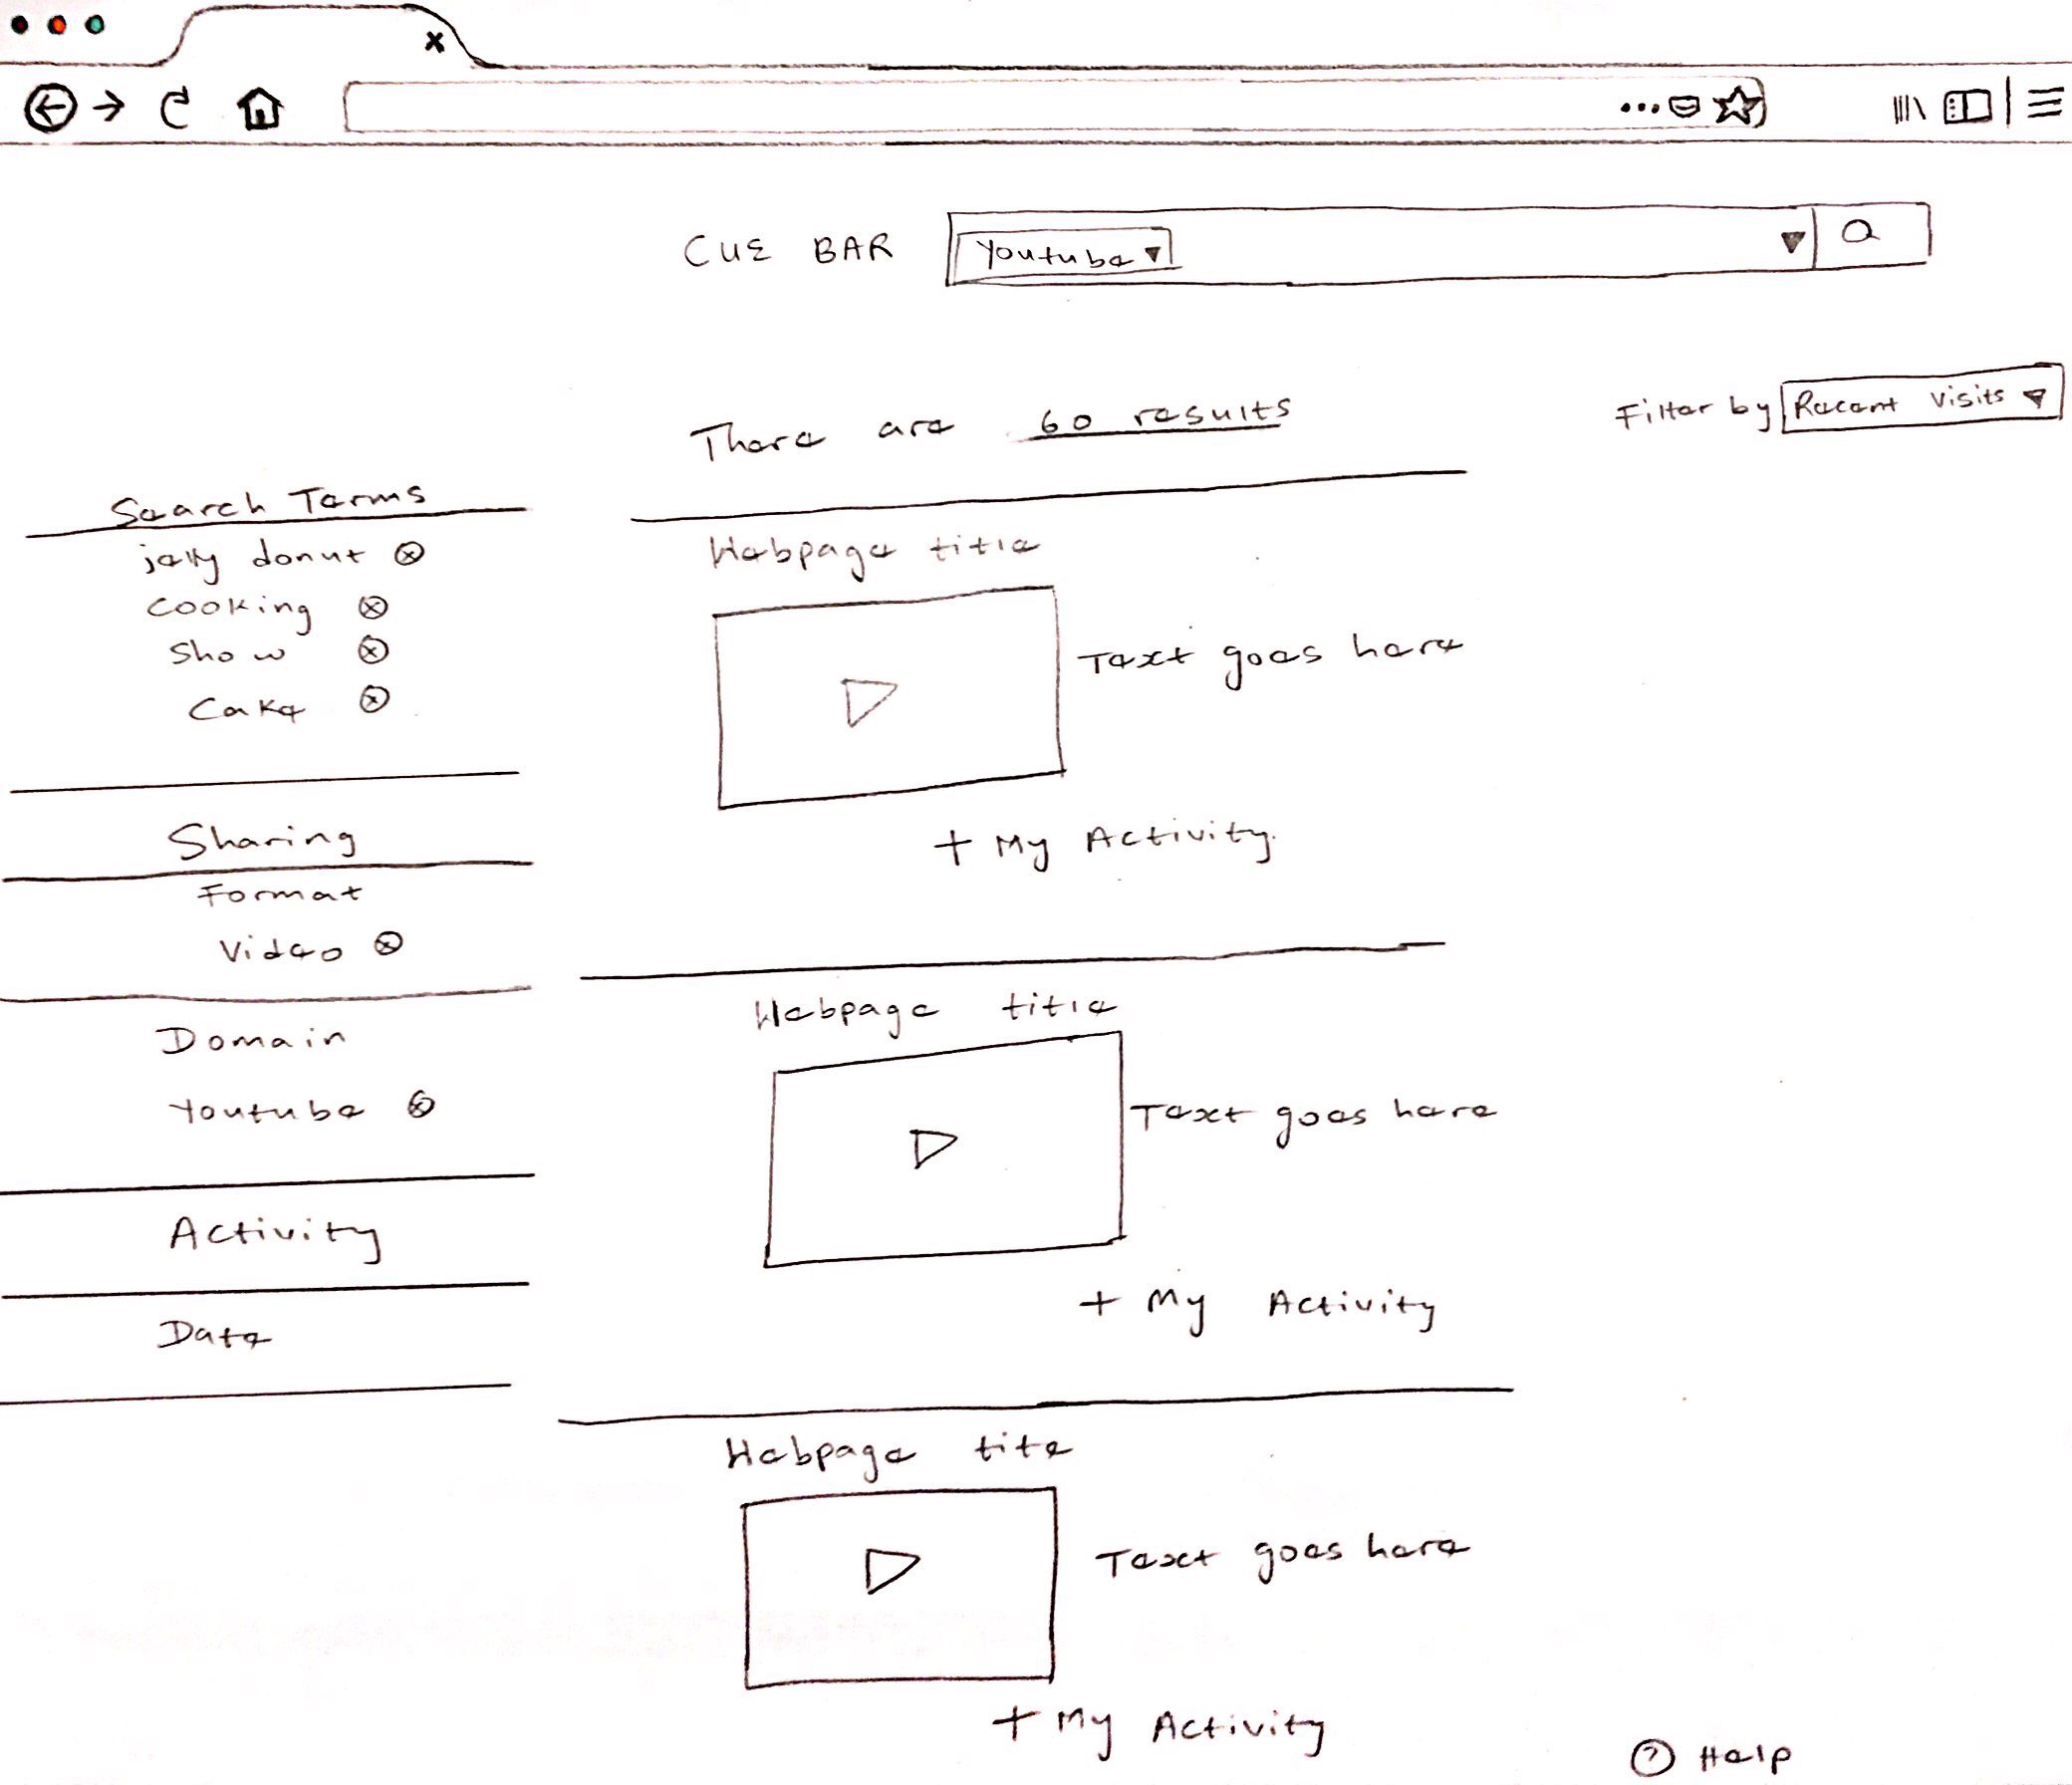 CUE BAR
Youtube
There are 60 results
Filter by Recent Visits
Search Terms
jelly donut
Cooking
Show
Cake
Sharing
Format
Video
Domain
Youtube
Activity
Date
Webpage title
Text goes here
+ My Activity.
Webpage title
Text goes here
+ My Activity
Webpage tite
Text goes here
+ My Activity
? Help